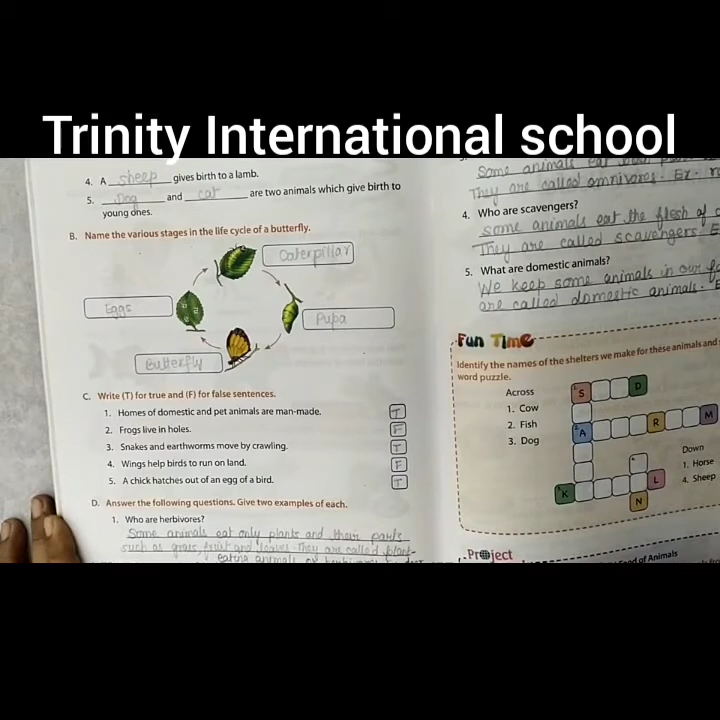 Trinity International school
4. A sheep gives birth to a lamb.
5. Dog and cat are two animals which give birth to
young ones.
B. Name the various stages in the life cycle of a butterfly.
Caterpillar
Eggs
Pupa
Butterfly
C. Write (T) for true and (F) for false sentences.
1. Homes of domestic and pet animals are man-made. T
2. Frogs live in holes. F
3. Snakes and earthworms move by crawling. T
4. Wings help birds to run on land. F
5. A chick hatches out of an egg of a bird. T
D. Answer the following questions. Give two examples of each.
1. Who are herbivores?
Some animals eat only plants and their parts
such as grass, fruit and leaves. They are called plant-
eating animals
Some animals eat
They are called omnivores. Ex.
4. Who are scavengers?
Some animals eat the flesh of
They are called scavengers.
5. What are domestic animals?
We keep some animals in our
are called domestic animals.
Fun Time
Identify the names of the shelters we make for these animals and
word puzzle.
Across
1. Cow
2. Fish
3. Dog
S D
A R M
K L
N
Down
1. Horse
4. Sheep
Project
of Animals